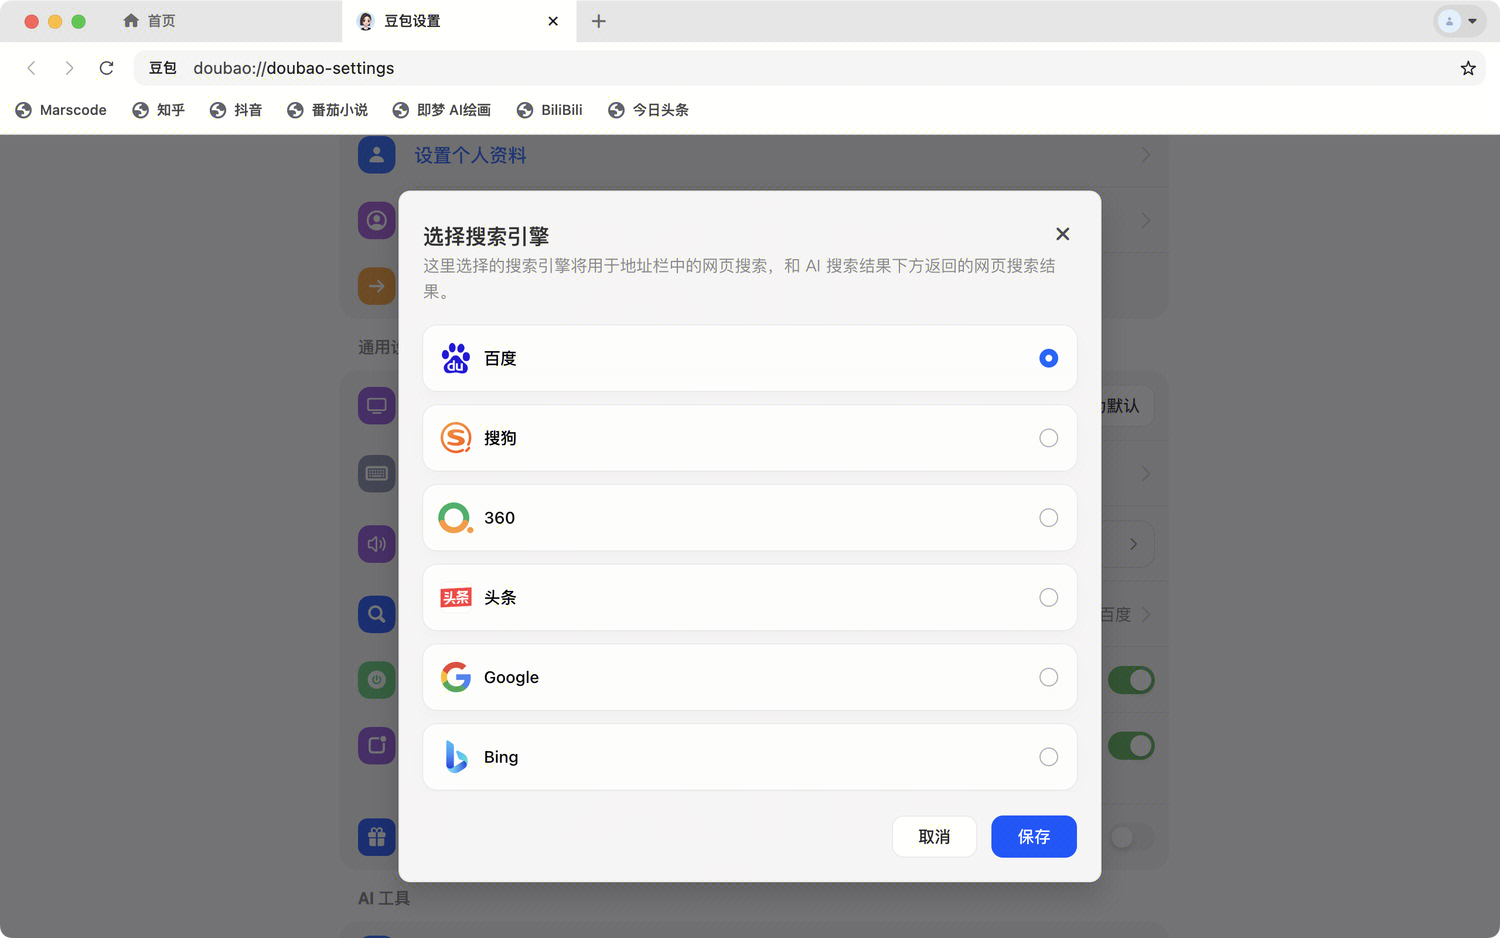 首页
豆包设置
豆包 doubao://doubao-settings
Marscode 知乎 抖音 番茄小说 即梦 AI绘画 BiliBili 今日头条
设置个人资料
选择搜索引擎
这里选择的搜索引擎将用于地址栏中的网页搜索，和 AI 搜索结果下方返回的网页搜索结
果。
通用设
du 百度
默认
搜狗
360
头条 头条
百度
Google
Bing
取消 保存
AI 工具